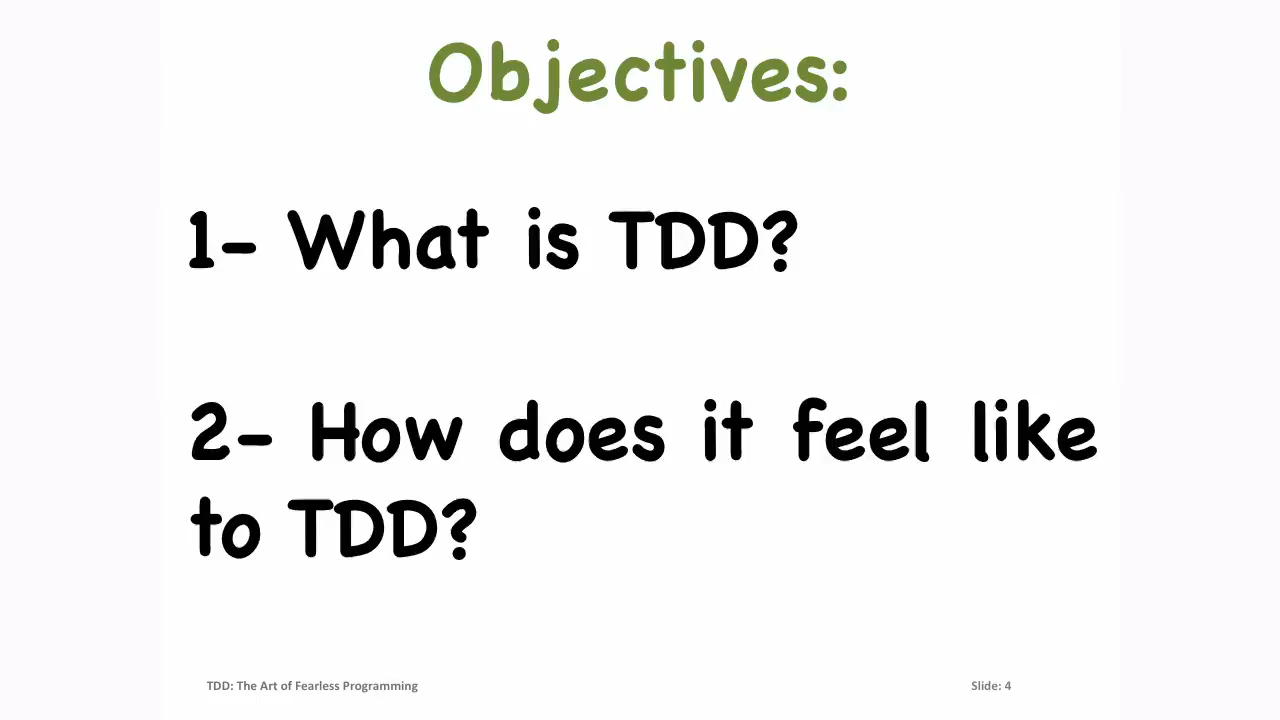 Objectives:
1- What is TDD?
2- How does it feel like
to TDD?
TDD: The Art of Fearless Programming
Slide: 4